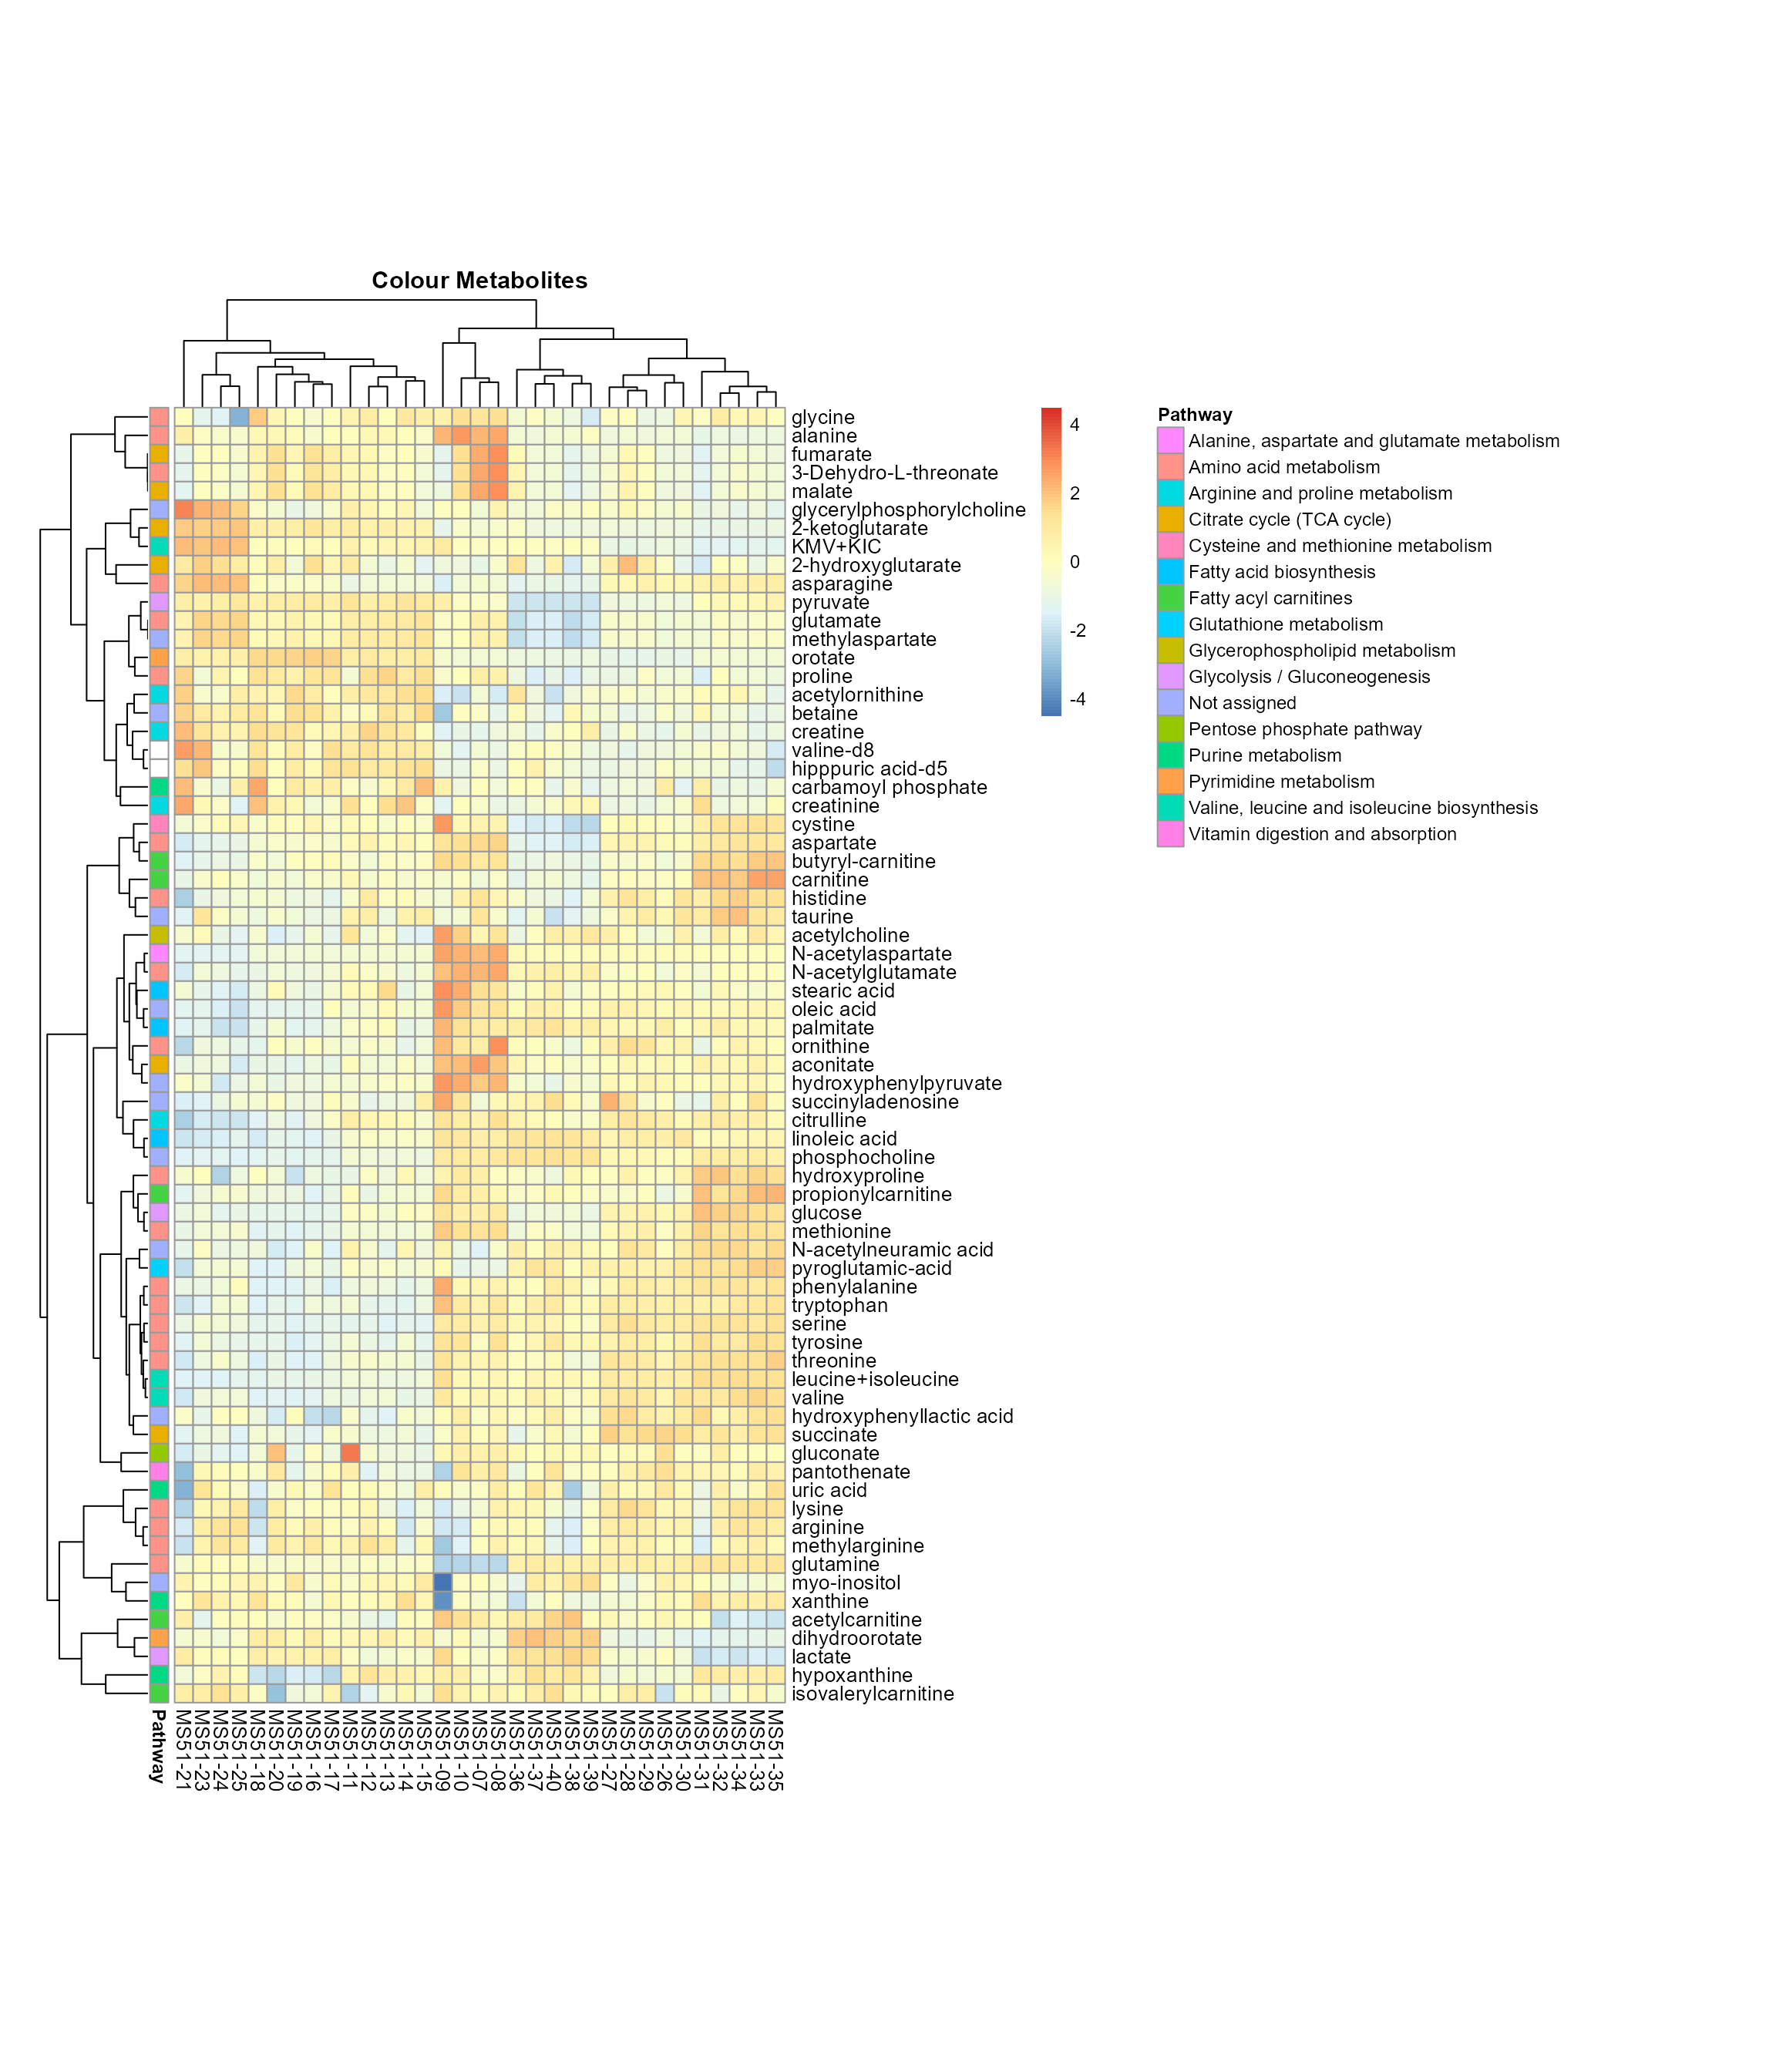 Colour Metabolites
glycine
alanine
fumarate
3-Dehydro-L-threonate
malate
glycerylphosphorylcholine
2-ketoglutarate
KMV+KIC
2-hydroxyglutarate
asparagine
pyruvate
glutamate
methylaspartate
orotate
proline
acetylornithine
betaine
creatine
valine-d8
hipppuric acid-d5
carbamoyl phosphate
creatinine
cystine
aspartate
butyryl-carnitine
carnitine
histidine
taurine
acetylcholine
N-acetylaspartate
N-acetylglutamate
stearic acid
oleic acid
palmitate
ornithine
aconitate
hydroxyphenylpyruvate
succinyladenosine
citrulline
linoleic acid
phosphocholine
hydroxyproline
propionylcarnitine
glucose
methionine
N-acetylneuramic acid
pyroglutamic-acid
phenylalanine
tryptophan
serine
tyrosine
threonine
leucine+isoleucine
valine
hydroxyphenyllactic acid
succinate
gluconate
pantothenate
uric acid
lysine
arginine
methylarginine
glutamine
myo-inositol
xanthine
acetylcarnitine
dihydroorotate
lactate
hypoxanthine
isovalerylcarnitine
Pathway
MS51-21
MS51-23
MS51-24
MS51-25
MS51-18
MS51-20
MS51-19
MS51-16
MS51-17
MS51-11
MS51-12
MS51-13
MS51-14
MS51-15
MS51-09
MS51-10
MS51-07
MS51-08
MS51-36
MS51-37
MS51-40
MS51-38
MS51-39
MS51-27
MS51-28
MS51-29
MS51-26
MS51-30
MS51-31
MS51-32
MS51-34
MS51-33
MS51-35
4
2
0
-2
-4
Pathway
Alanine, aspartate and glutamate metabolism
Amino acid metabolism
Arginine and proline metabolism
Citrate cycle (TCA cycle)
Cysteine and methionine metabolism
Fatty acid biosynthesis
Fatty acyl carnitines
Glutathione metabolism
Glycerophospholipid metabolism
Glycolysis / Gluconeogenesis
Not assigned
Pentose phosphate pathway
Purine metabolism
Pyrimidine metabolism
Valine, leucine and isoleucine biosynthesis
Vitamin digestion and absorption